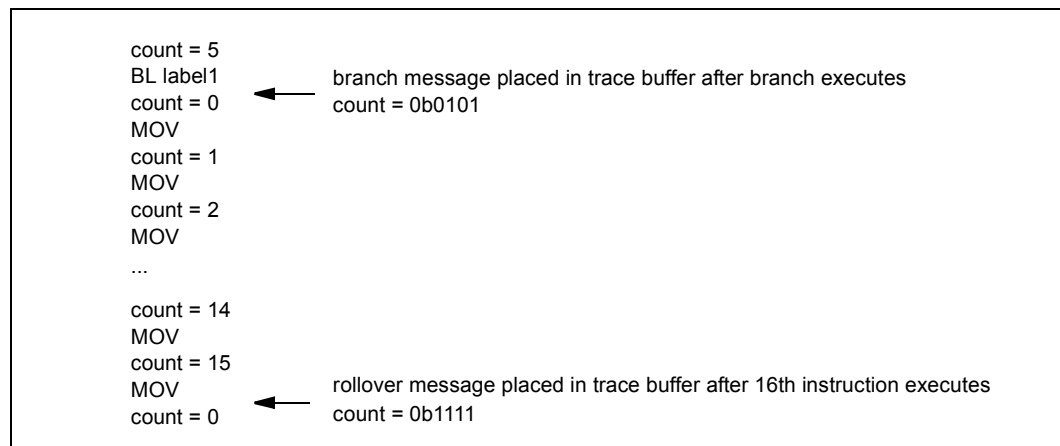 count = 5
BL label1
branch message placed in trace buffer after branch executes
count = 0
count = 0b0101
MOV
count = 1
MOV
count = 2
MOV
...
count = 14
MOV
count = 15
MOV
rollover message placed in trace buffer after 16th instruction executes
count = 0
count = 0b1111